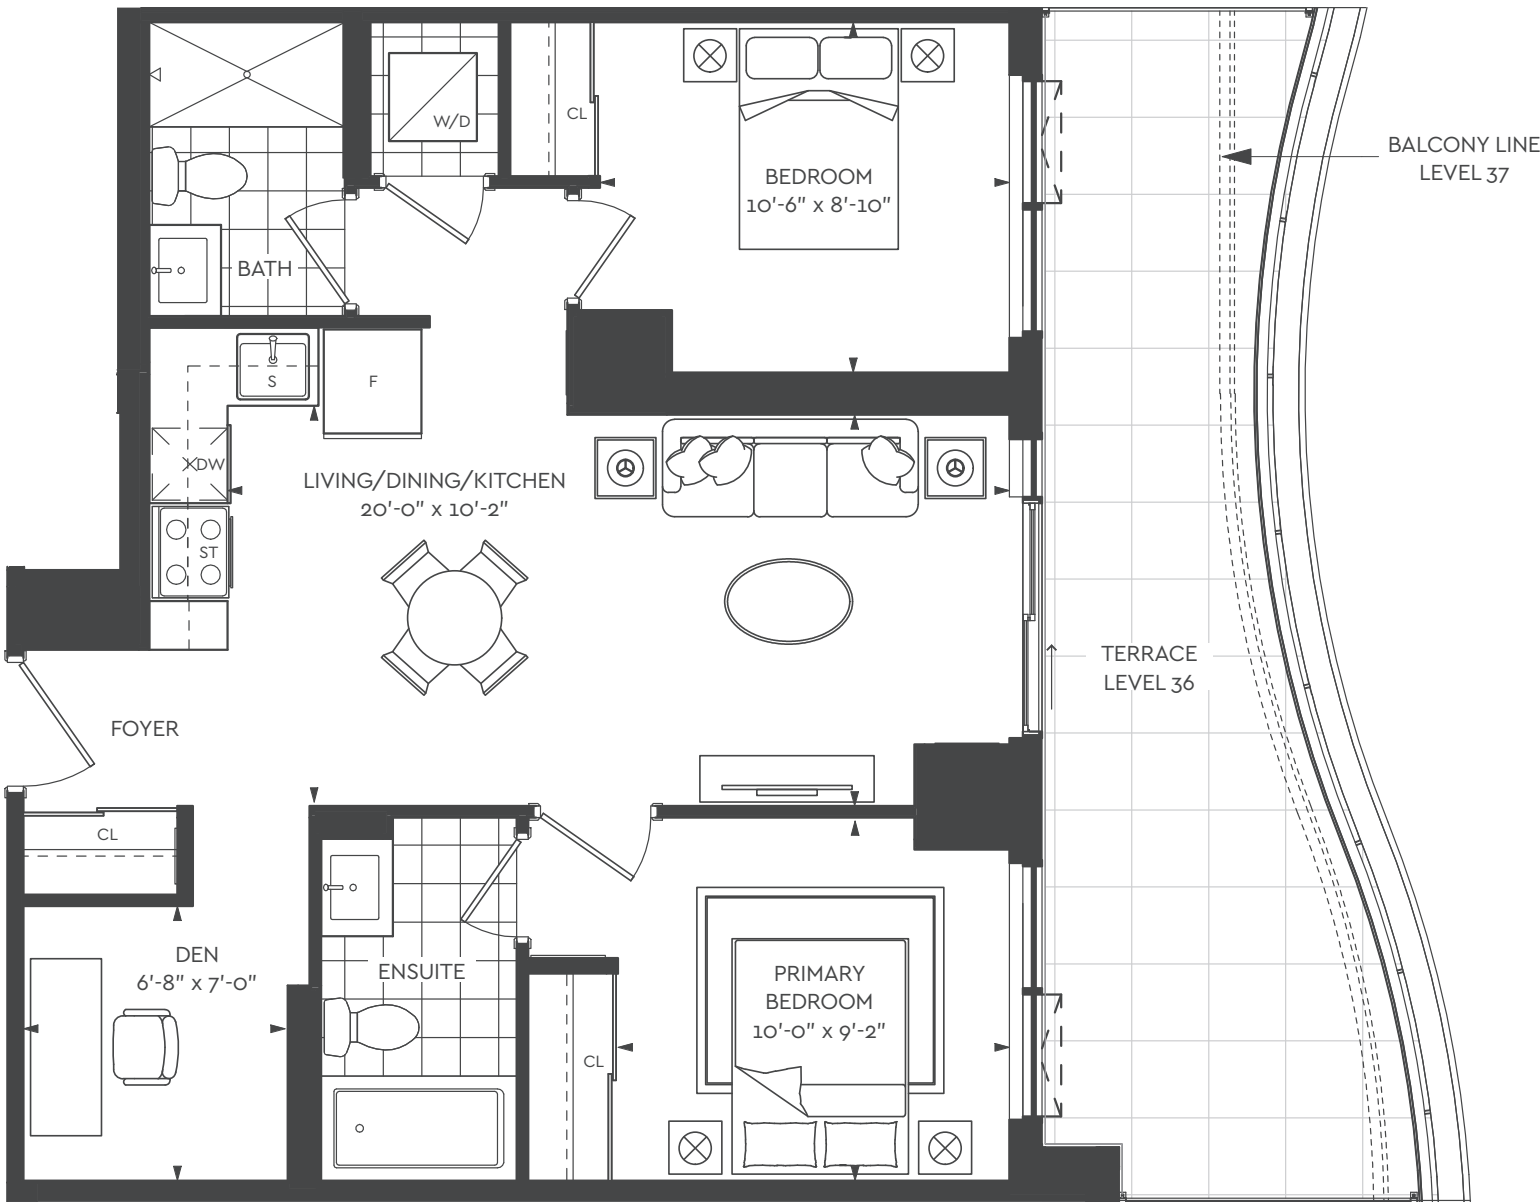 W/D
CL
BEDROOM
10'-6" x 8'-10"
BALCONY LINE
LEVEL 37
BATH
S
F
DW
LIVING/DINING/KITCHEN
20'-0" x 10'-2"
ST
TERRACE
LEVEL 36
FOYER
CL
DEN
6'-8" x 7'-0"
ENSUITE
PRIMARY
BEDROOM
10'-0" x 9'-2"
CL